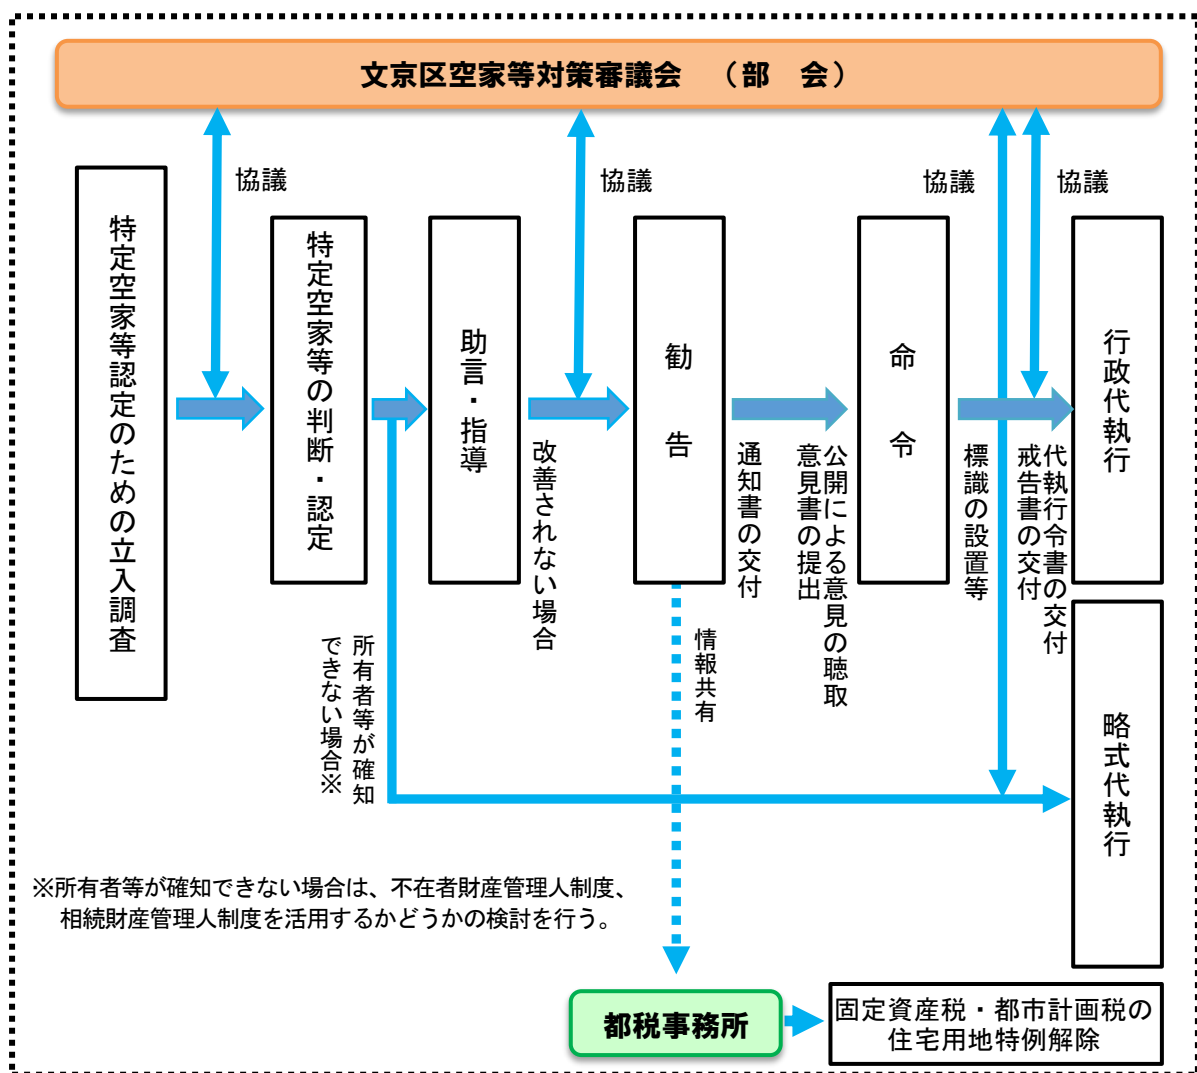 文京区空家等対策審議会　（部　会）
協議
協議
協議
協議
特定空家等認定のための立入調査
特定空家等の判断・認定
助言・指導
改善されない場合
勧　告
通知書の交付
公開による意見の聴取
意見書の提出
命　令
標識の設置等
代執行令書の交付
戒告書の交付
行政代執行
所有者等が確知
できない場合※
情報共有
略式代執行
※所有者等が確知できない場合は、不在者財産管理人制度、
相続財産管理人制度を活用するかどうかの検討を行う。
都税事務所
固定資産税・都市計画税の
住宅用地特例解除